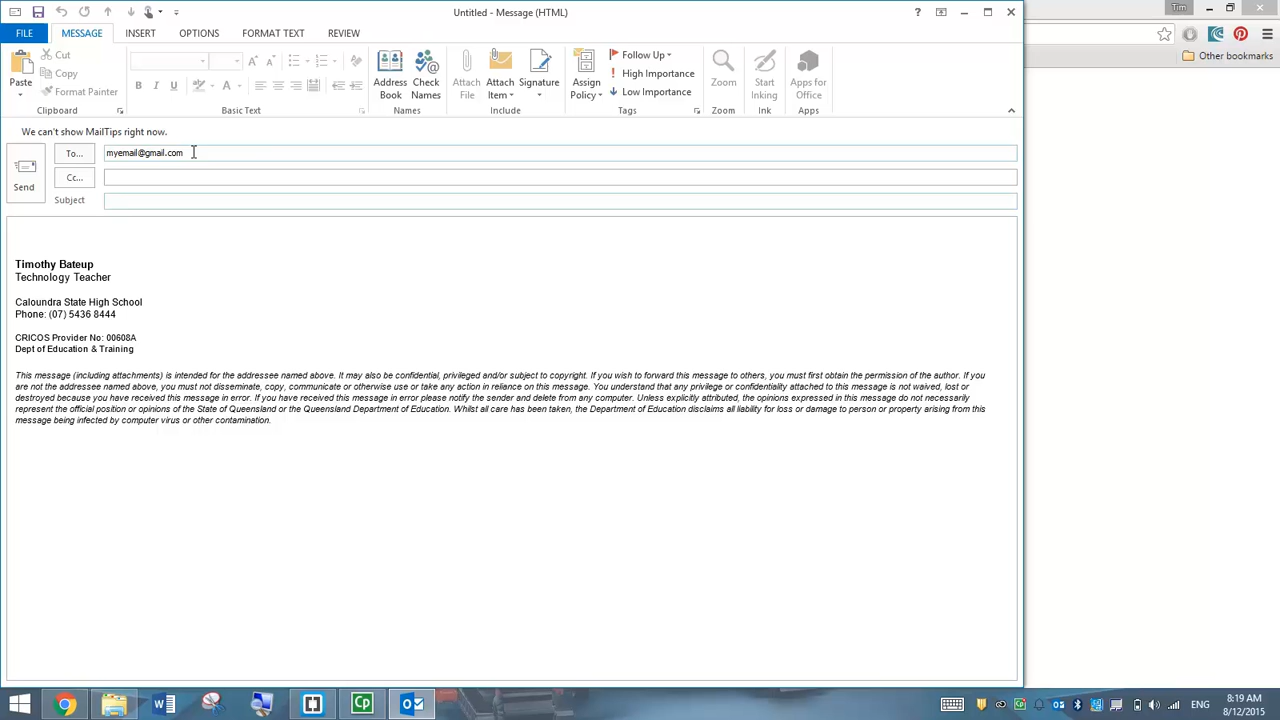 Untitled - Message (HTML)
Tim
FILE MESSAGE INSERT OPTIONS FORMAT TEXT REVIEW
Other bookmarks
Paste
Cut
Copy
Format Painter
Clipboard
Basic Text
Address Book
Check Names
Names
Attach File
Attach Item
Signature
Include
Assign Policy
Follow Up
High Importance
Low Importance
Tags
Zoom
Zoom
Start Inking
Ink
Apps for Office
Apps
We can't show MailTips right now.
Send
To... myemail@gmail.com
Cc...
Subject
Timothy Bateup
Technology Teacher
Caloundra State High School
Phone: (07) 5436 8444
CRICOS Provider No: 00608A
Dept of Education & Training
This message (including attachments) is intended for the addressee named above. It may also be confidential, privileged and/or subject to copyright. If you wish to forward this message to others, you must first obtain the permission of the author. If you
are not the addressee named above, you must not disseminate, copy, communicate or otherwise use or take any action in reliance on this message. You understand that any privilege or confidentiality attached to this message is not waived, lost or
destroyed because you have received this message in error. If you have received this message in error please notify the sender and delete from any computer. Unless explicitly attributed, the opinions expressed in this message do not necessarily
represent the official position or opinions of the State of Queensland or the Queensland Department of Education. Whilst all care has been taken, the Department of Education disclaims all liability for loss or damage to person or property arising from this
message being infected by computer virus or other contamination.
ENG
8:19 AM
8/12/2015